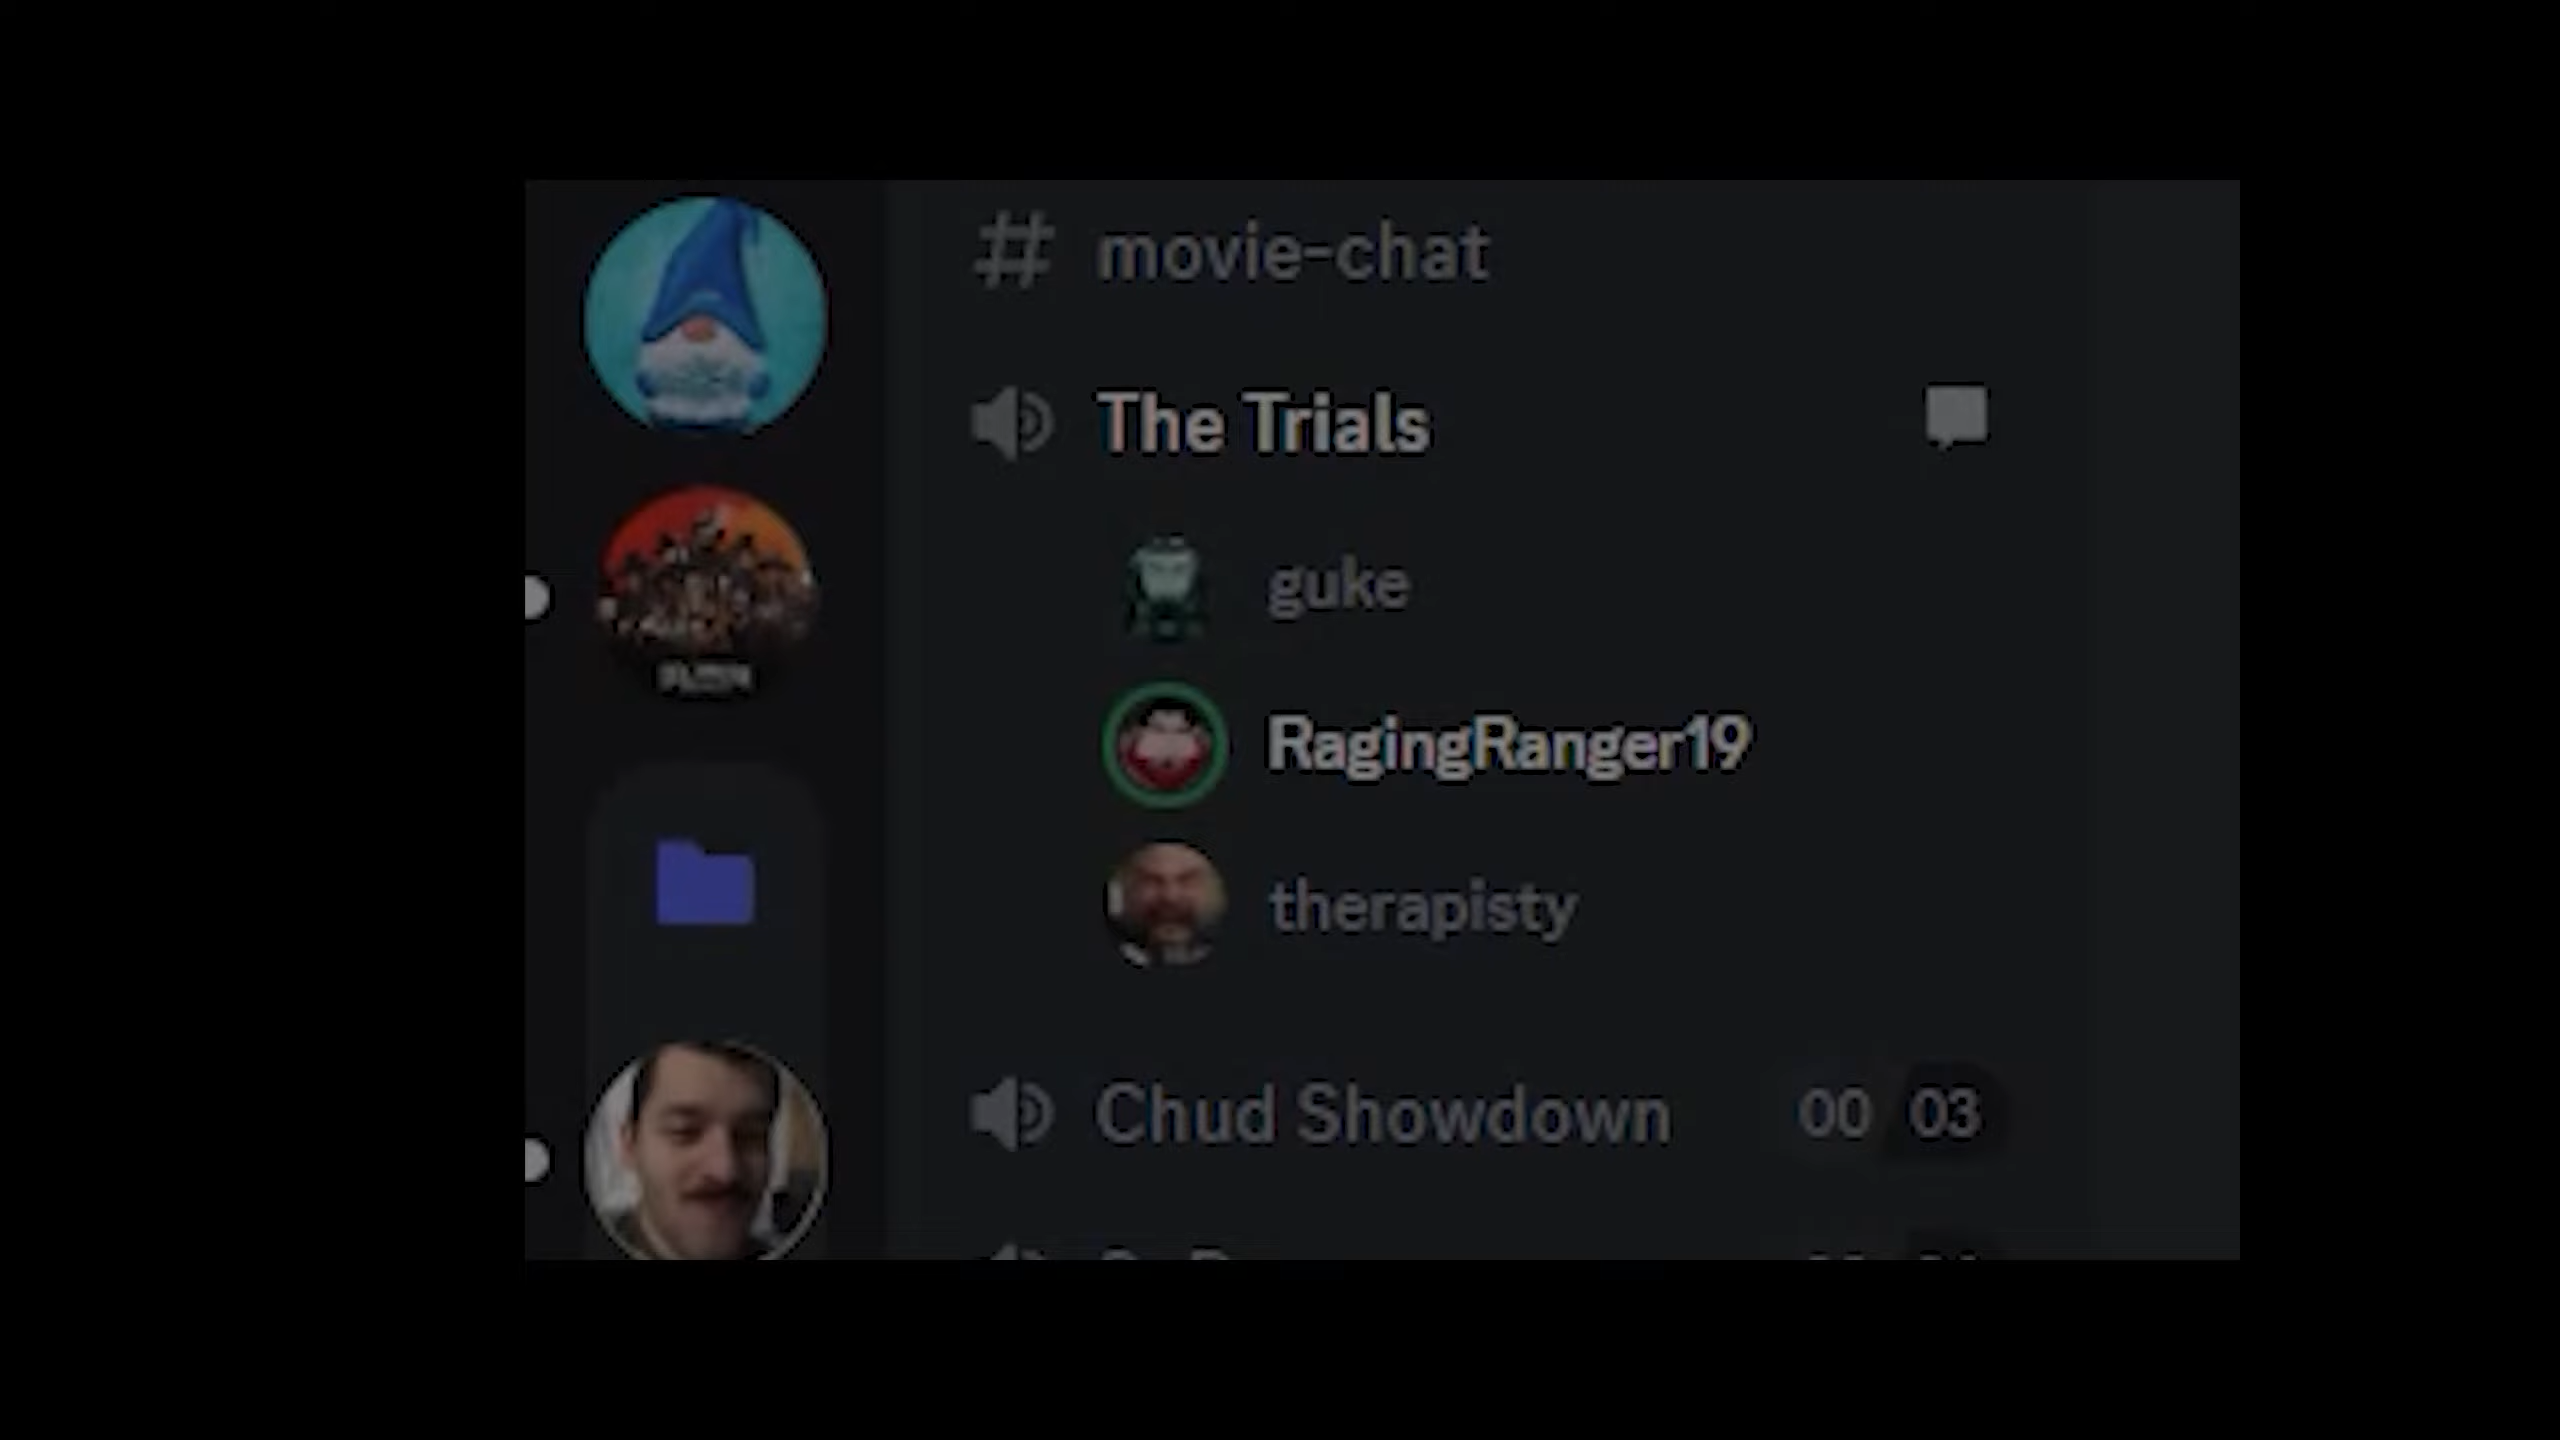 movie-chat
The Trials
guke
RagingRanger19
therapisty
Chud Showdown 00 03